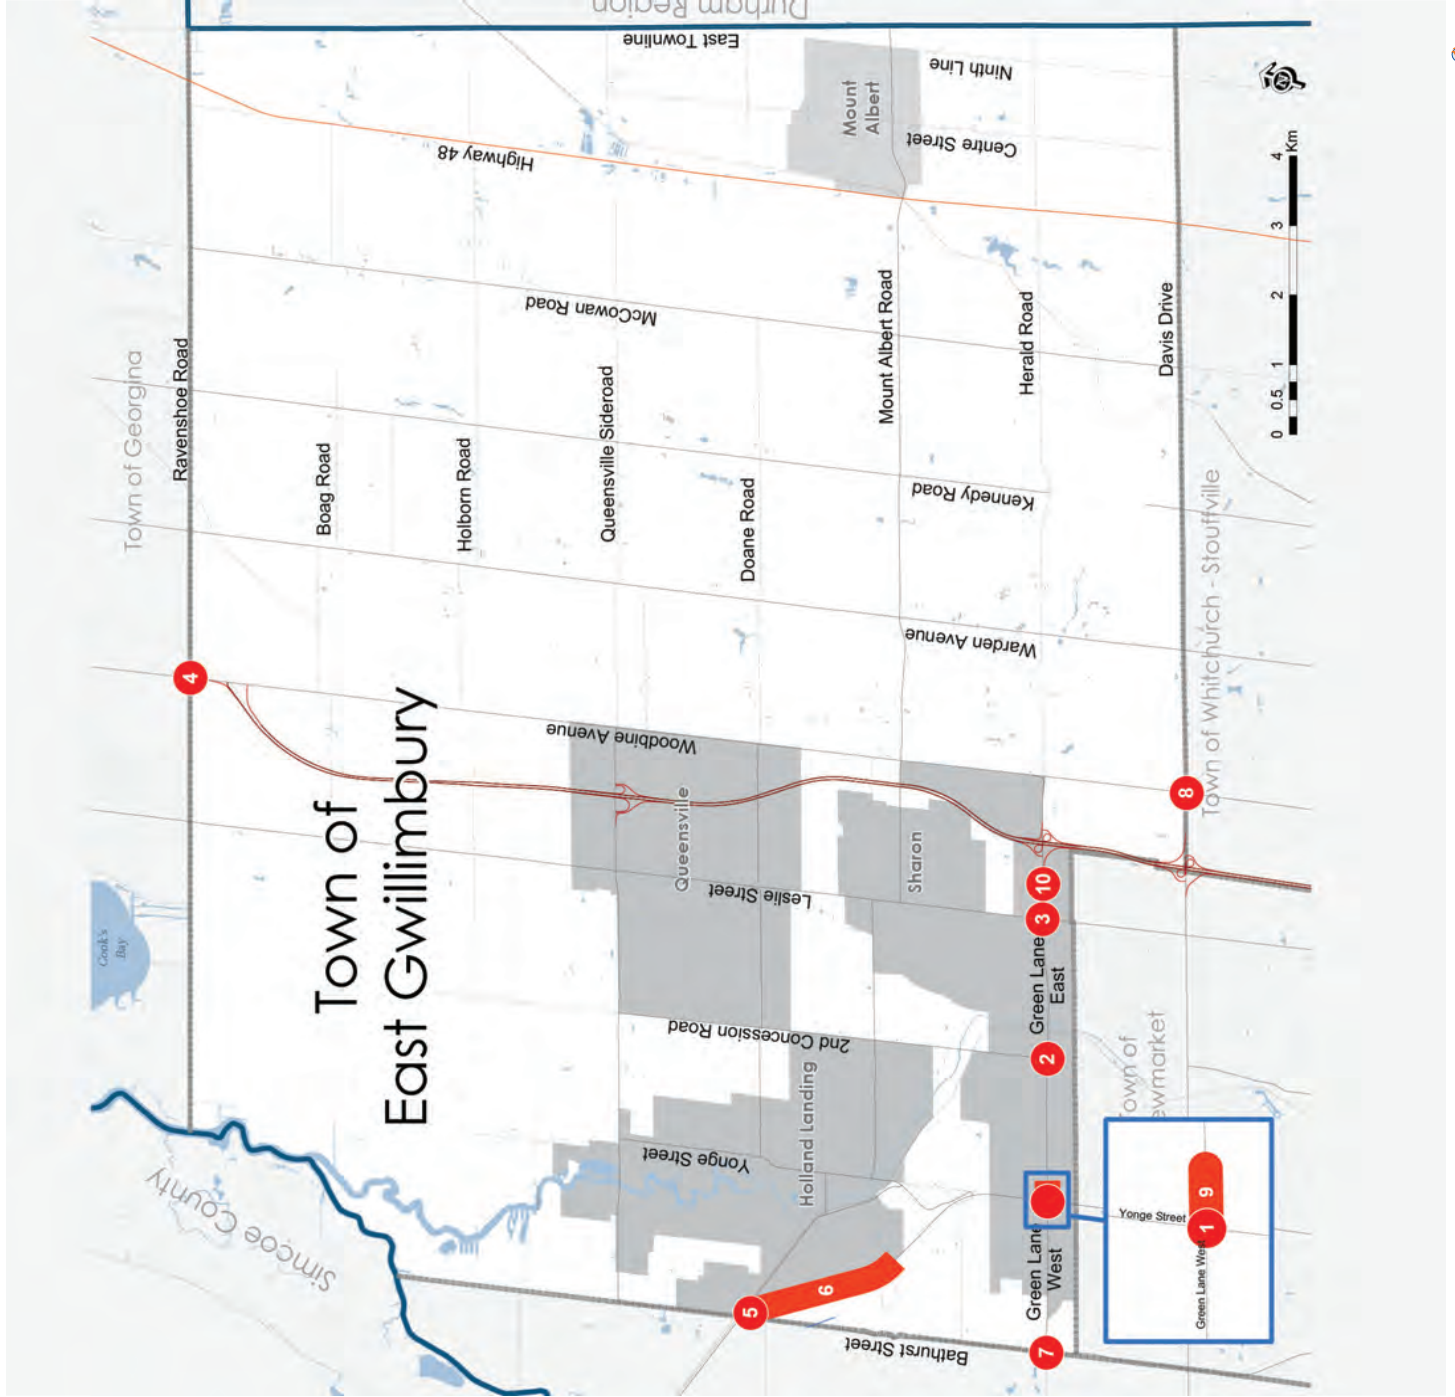 Durham Region
East Townline
Ninth Line
Mount
Albert
Centre Street
Highway 48
4
Km
3
2
1
0.5
0
McCowan Road
Mount Albert Road
Herald Road
Davis Drive
Town of Georgina
Ravenshoe Road
Boag Road
Holborn Road
Queensville Sideroad
Doane Road
Kennedy Road
Warden Avenue
Town of Whitchurch - Stouffville
4
Town of
East Gwillimbury
Woodbine Avenue
8
Queensville
Sharon
Leslie Street
10
3
Green Lane
East
Cook's
Bay
2nd Concession Road
2
Town of
ewmarket
Holland Landing
Yonge Street
Simcoe County
5
6
Green Lane
West
7
Bathurst Street
Yonge Street
9
1
Green Lane West